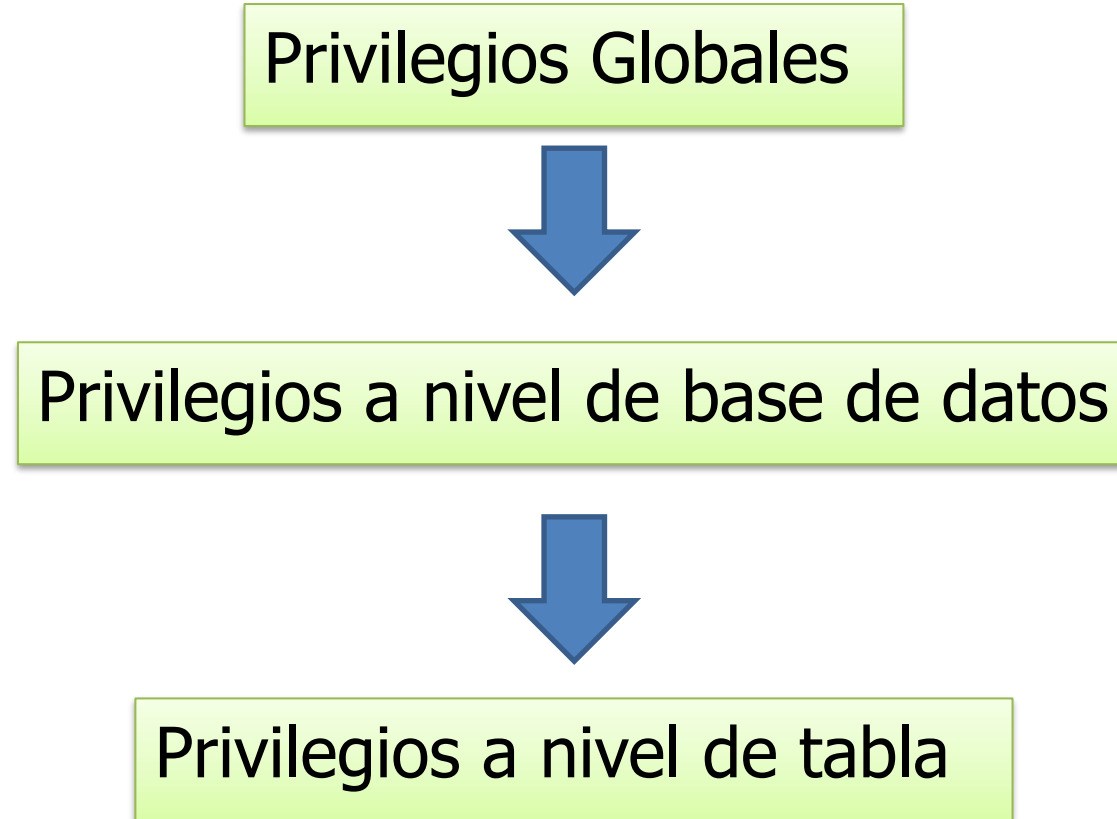 Privilegios Globales
Privilegios a nivel de base de datos
Privilegios a nivel de tabla